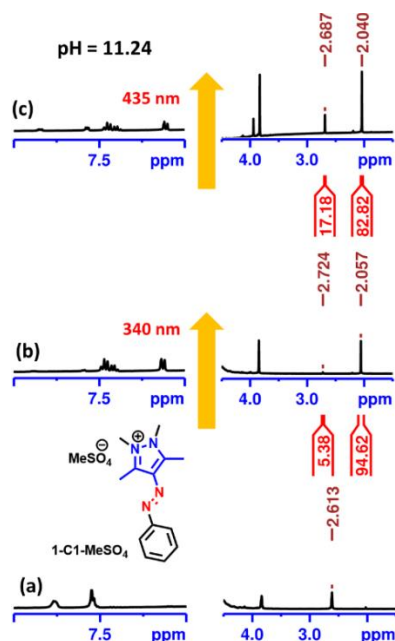 pH = 11.24
2.687
2.040
435 nm
(c)
7.5
ppm
4.0
3.0
ppm
17.18
82.82
2.724
2.057
340 nm
(b)
7.5
ppm
4.0
3.0
ppm
5.38
94.62
MeSO4
⊖
N
⊕
N
N
N
2.613
1-C1-MeSO4
(a)
7.5
ppm
4.0
3.0
ppm